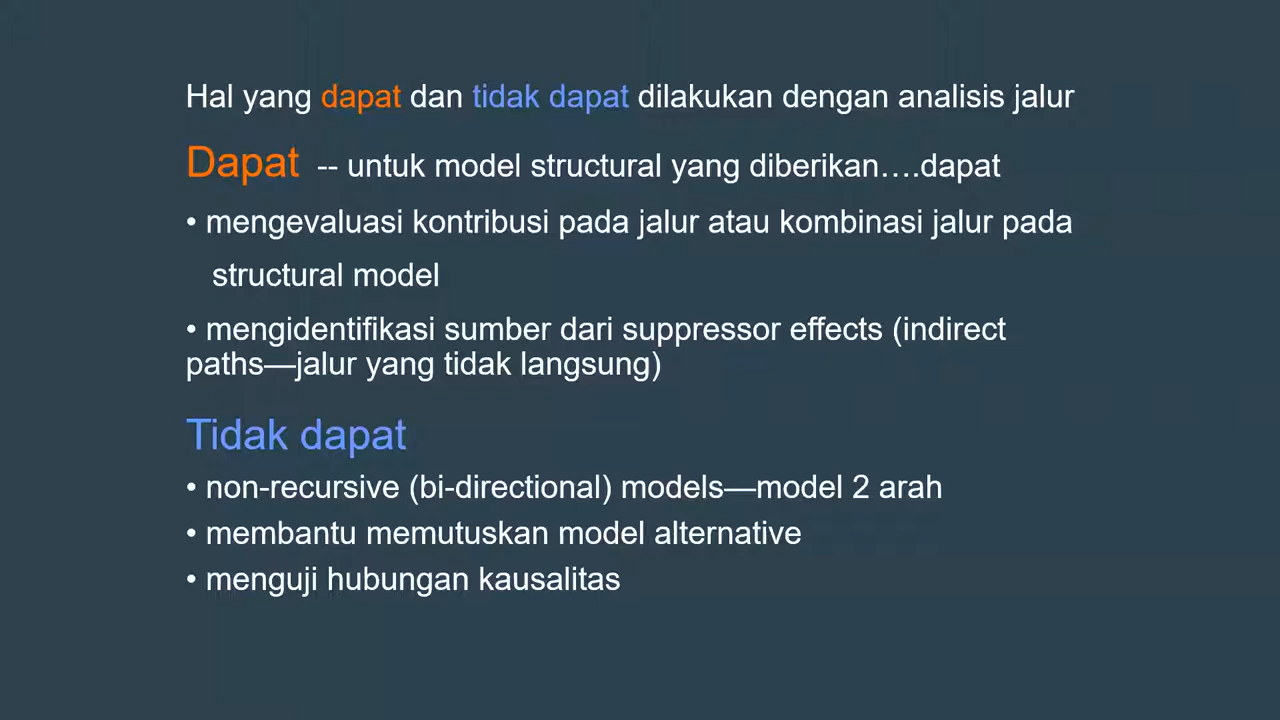 Hal yang dapat dan tidak dapat dilakukan dengan analisis jalur
Dapat -- untuk model structural yang diberikan….dapat
• mengevaluasi kontribusi pada jalur atau kombinasi jalur pada
structural model
• mengidentifikasi sumber dari suppressor effects (indirect
paths—jalur yang tidak langsung)
Tidak dapat
• non-recursive (bi-directional) models—model 2 arah
• membantu memutuskan model alternative
• menguji hubungan kausalitas